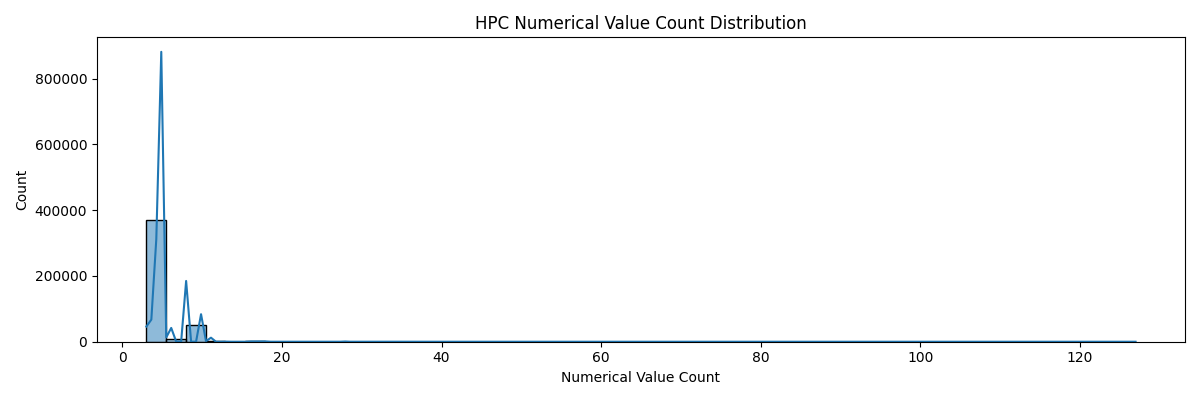 HPC Numerical Value Count Distribution
Count
800000
600000
400000
200000
0
0 20 40 60 80 100 120
Numerical Value Count